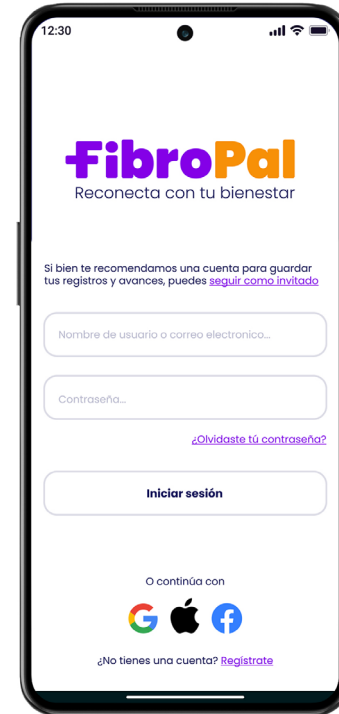 12:30
FibroPal
Reconecta con tu bienestar
Si bien te recomendamos una cuenta para guardar
tus registros y avances, puedes seguir como invitado
Nombre de usuario o correo electronico...
Contraseña...
¿Olvidaste tú contraseña?
Iniciar sesión
O continúa con
¿No tienes una cuenta? Regístrate